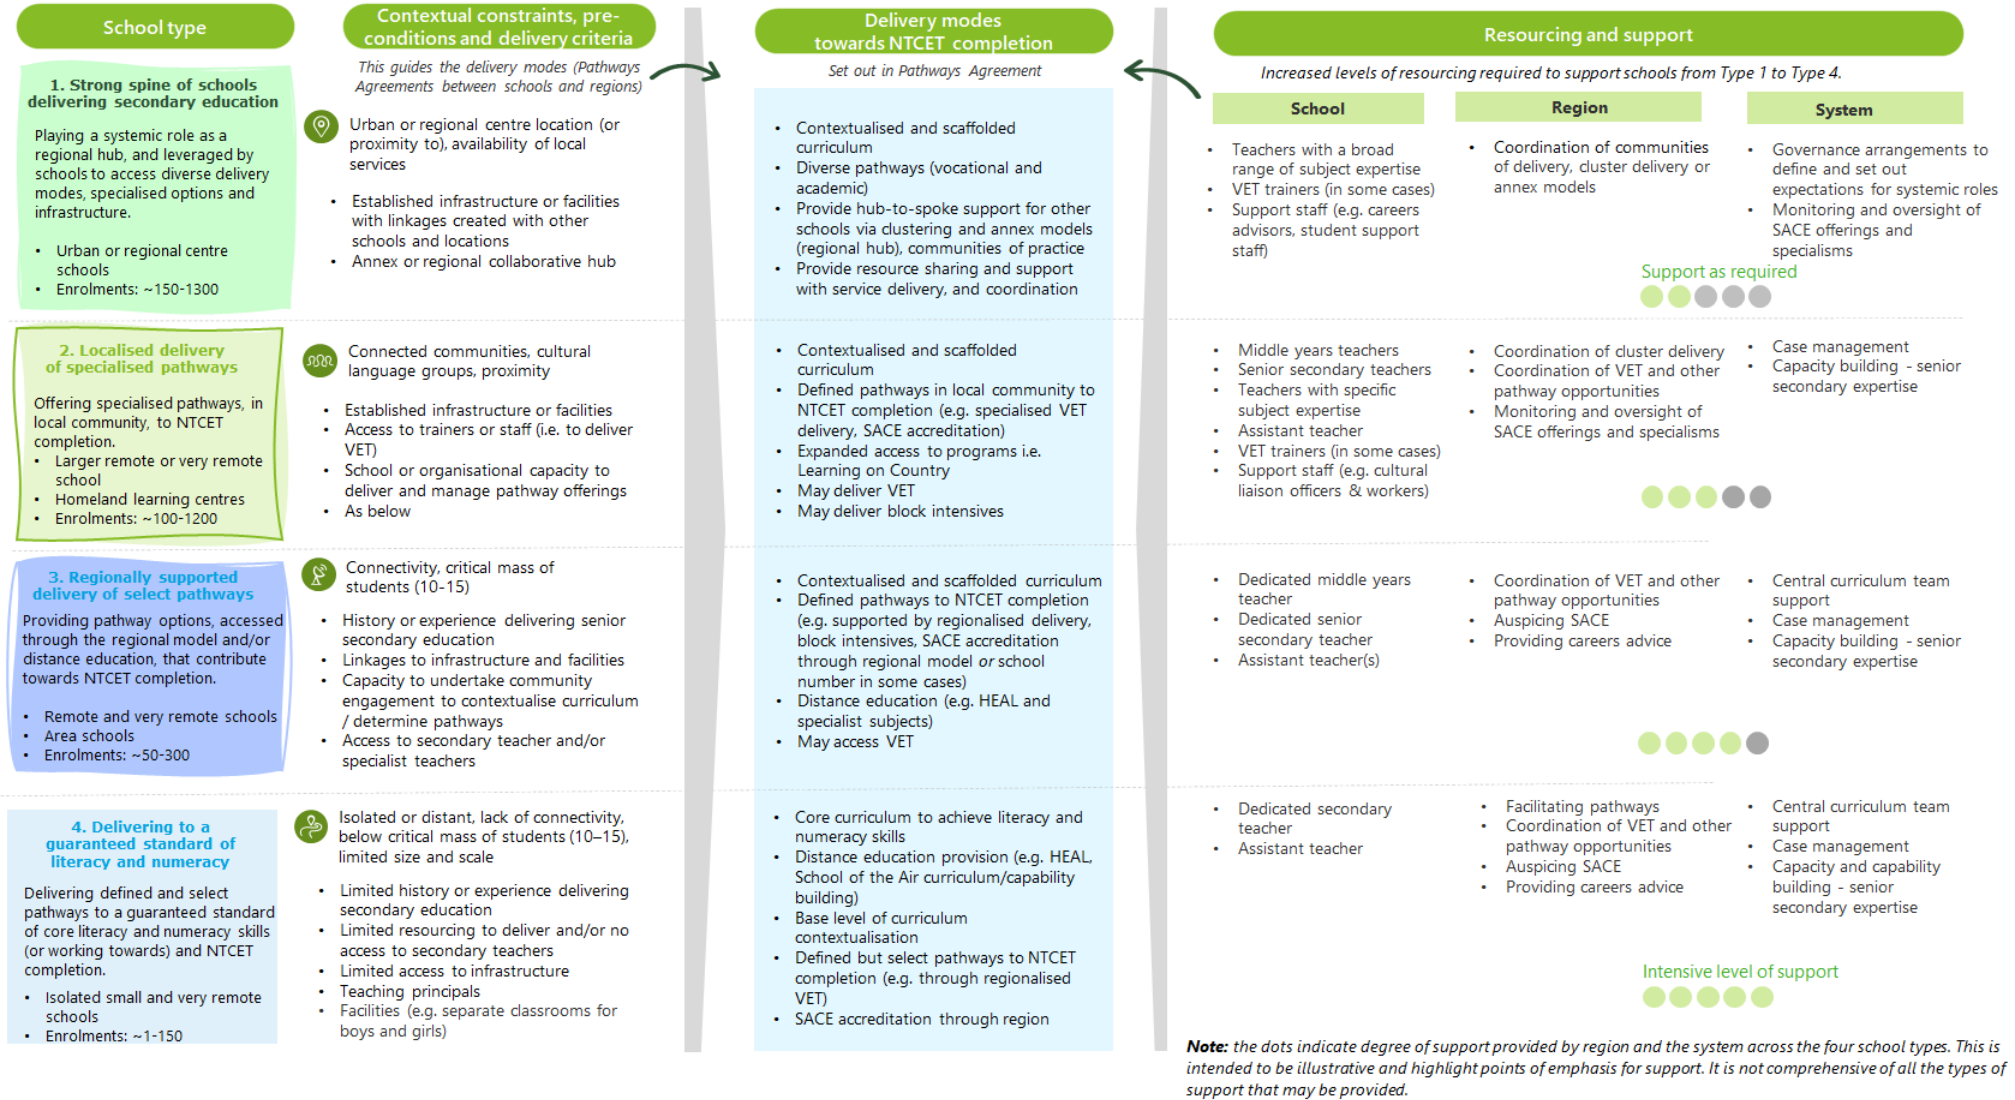 School type
Contextual constraints, pre-
conditions and delivery criteria
This guides the delivery modes (Pathways
Agreements between schools and regions)
Delivery modes
towards NTCET completion
Set out in Pathways Agreement
Resourcing and support
Increased levels of resourcing required to support schools from Type 1 to Type 4.
School
Region
System
1. Strong spine of schools
delivering secondary education
Playing a systemic role as a
regional hub, and leveraged by
schools to access diverse delivery
modes, specialised options and
infrastructure.
• Urban or regional centre
schools
• Enrolments: ~150-1300
Urban or regional centre location (or
proximity to), availability of local
services
• Established infrastructure or facilities
with linkages created with other
schools and locations
• Annex or regional collaborative hub
• Contextualised and scaffolded
curriculum
• Diverse pathways (vocational and
academic)
• Provide hub-to-spoke support for other
schools via clustering and annex models
(regional hub), communities of practice
• Provide resource sharing and support
with service delivery, and coordination
• Teachers with a broad
range of subject expertise
• VET trainers (in some cases)
• Support staff (e.g. careers
advisors, student support
staff)
• Coordination of communities
of delivery, cluster delivery or
annex models
• Governance arrangements to
define and set out
expectations for systemic roles
• Monitoring and oversight of
SACE offerings and
specialisms
Support as required
2. Localised delivery
of specialised pathways
Offering specialised pathways, in
local community, to NTCET
completion.
• Larger remote or very remote
school
• Homeland learning centres
• Enrolments: ~100-1200
Connected communities, cultural
language groups, proximity
• Established infrastructure or facilities
• Access to trainers or staff (i.e. to deliver
VET)
• School or organisational capacity to
deliver and manage pathway offerings
• As below
• Contextualised and scaffolded
curriculum
• Defined pathways in local community to
NTCET completion (e.g. specialised VET
delivery, SACE accreditation)
• Expanded access to programs i.e.
Learning on Country
• May deliver VET
• May deliver block intensives
• Middle years teachers
• Senior secondary teachers
• Teachers with specific
subject expertise
• Assistant teacher
• VET trainers (in some cases)
• Support staff (e.g. cultural
liaison officers & workers)
• Coordination of cluster delivery
• Coordination of VET and other
pathway opportunities
• Monitoring and oversight of
SACE offerings and specialisms
• Case management
• Capacity building - senior
secondary expertise
3. Regionally supported
delivery of select pathways
Providing pathway options, accessed
through the regional model and/or
distance education, that contribute
towards NTCET completion.
• Remote and very remote schools
• Area schools
• Enrolments: ~50-300
Connectivity, critical mass of
students (10-15)
• History or experience delivering senior
secondary education
• Linkages to infrastructure and facilities
• Capacity to undertake community
engagement to contextualise curriculum
/ determine pathways
• Access to secondary teacher and/or
specialist teachers
• Contextualised and scaffolded curriculum
• Defined pathways to NTCET completion
(e.g. supported by regionalised delivery,
block intensives, SACE accreditation
through regional model or school
number in some cases)
• Distance education (e.g. HEAL and
specialist subjects)
• May access VET
• Dedicated middle years
teacher
• Dedicated senior
secondary teacher
• Assistant teacher(s)
• Coordination of VET and other
pathway opportunities
• Auspicing SACE
• Providing careers advice
• Central curriculum team
support
• Case management
• Capacity building - senior
secondary expertise
4. Delivering to a
guaranteed standard of
literacy and numeracy
Delivering defined and select
pathways to a guaranteed standard
of core literacy and numeracy skills
(or working towards) and NTCET
completion.
• Isolated small and very remote
schools
• Enrolments: ~1-150
Isolated or distant, lack of connectivity,
below critical mass of students (10–15),
limited size and scale
• Limited history or experience delivering
secondary education
• Limited resourcing to deliver and/or no
access to secondary teachers
• Limited access to infrastructure
• Teaching principals
• Facilities (e.g. separate classrooms for
boys and girls)
• Core curriculum to achieve literacy and
numeracy skills
• Distance education provision (e.g. HEAL,
School of the Air curriculum/capability
building)
• Base level of curriculum
contextualisation
• Defined but select pathways to NTCET
completion (e.g. through regionalised
VET)
• SACE accreditation through region
• Dedicated secondary
teacher
• Assistant teacher
• Facilitating pathways
• Coordination of VET and other
pathway opportunities
• Auspicing SACE
• Providing careers advice
• Central curriculum team
support
• Case management
• Capacity and capability
building - senior
secondary expertise
Intensive level of support
Note: the dots indicate degree of support provided by region and the system across the four school types. This is
intended to be illustrative and highlight points of emphasis for support. It is not comprehensive of all the types of
support that may be provided.